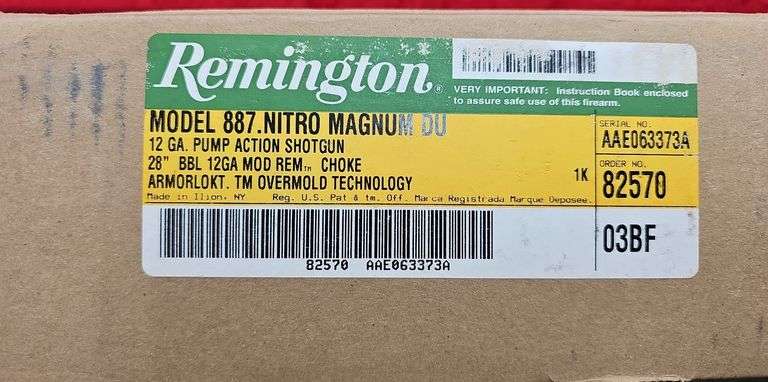 Remington®
VERY IMPORTANT: Instruction Book enclosed
to assure safe use of this firearm.
MODEL 887.NITRO MAGNUM DU
12 GA. PUMP ACTION SHOTGUN
28" BBL 12GA MOD REM™ CHOKE
1K
ARMORLOKT. TM OVERMOLD TECHNOLOGY
Made in Ilion, NY Reg. U.S. Pat & tm. Off. Marca Registrada Marque Deposee.
SERIAL NO.
AAE063373A
ORDER NO.
82570
03BF
82570 AAE063373A